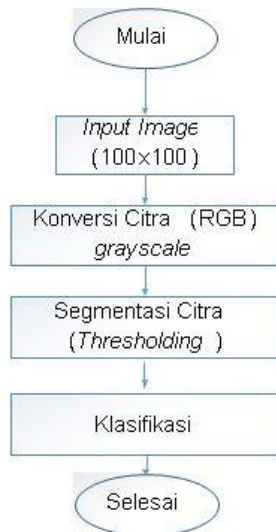 Mulai
Input Image
(100×100)
Konversi Citra (RGB)
grayscale
Segmentasi Citra
(Thresholding )
Klasifikasi
Selesai